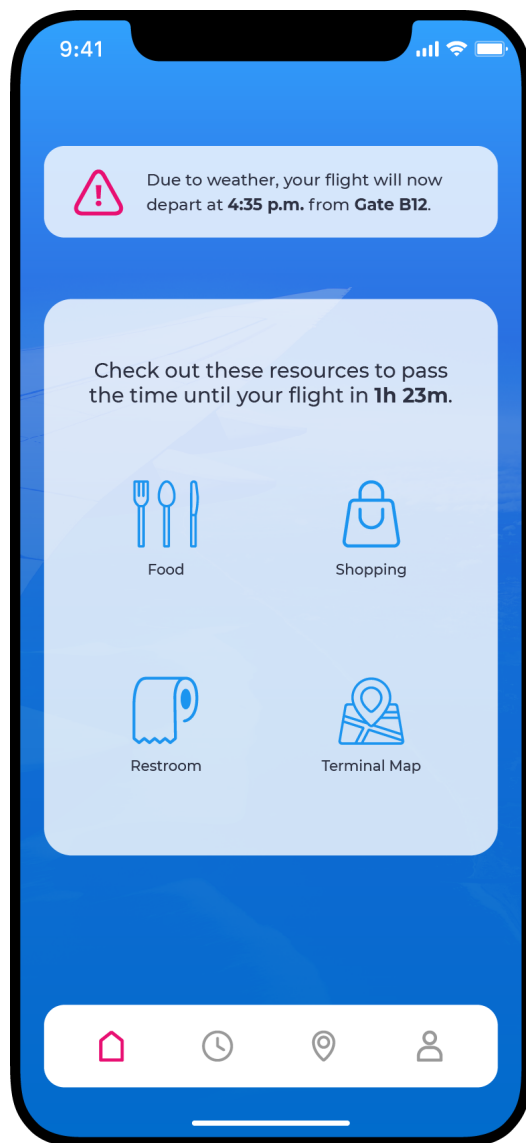 9:41
Due to weather, your flight will now
depart at 4:35 p.m. from Gate B12.
Check out these resources to pass
the time until your flight in 1h 23m.
Food
Shopping
Restroom
Terminal Map